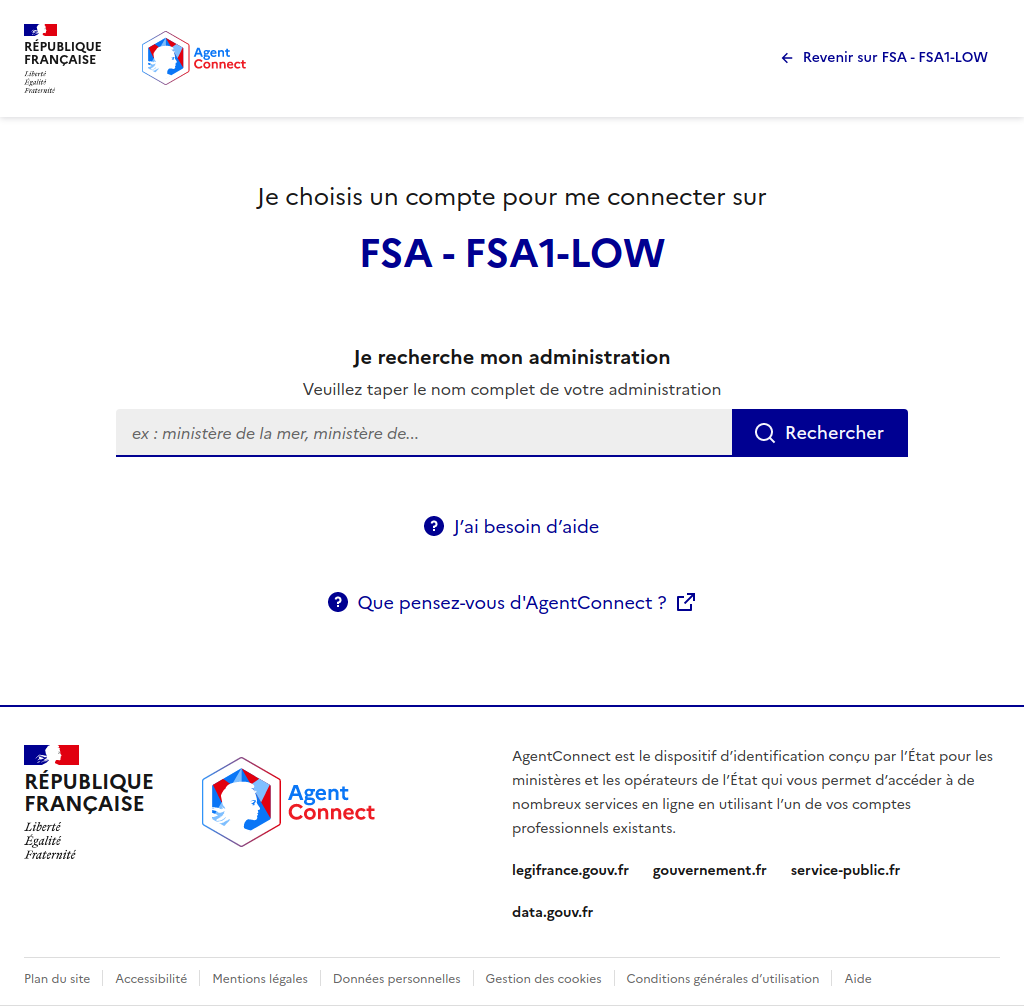 RÉPUBLIQUE
FRANÇAISE
Liberté
Égalité
Fraternité
Agent
Connect
Revenir sur FSA - FSA1-LOW
Je choisis un compte pour me connecter sur
FSA - FSA1-LOW
Je recherche mon administration
Veuillez taper le nom complet de votre administration
ex : ministère de la mer, ministère de...
Rechercher
J’ai besoin d’aide
Que pensez-vous d'AgentConnect ?
RÉPUBLIQUE
FRANÇAISE
Liberté
Égalité
Fraternité
Agent
Connect
AgentConnect est le dispositif d’identification conçu par l’État pour les
ministères et les opérateurs de l’État qui vous permet d’accéder à de
nombreux services en ligne en utilisant l’un de vos comptes
professionnels existants.
legifrance.gouv.fr gouvernement.fr service-public.fr
data.gouv.fr
Plan du site Accessibilité Mentions légales Données personnelles Gestion des cookies Conditions générales d’utilisation Aide